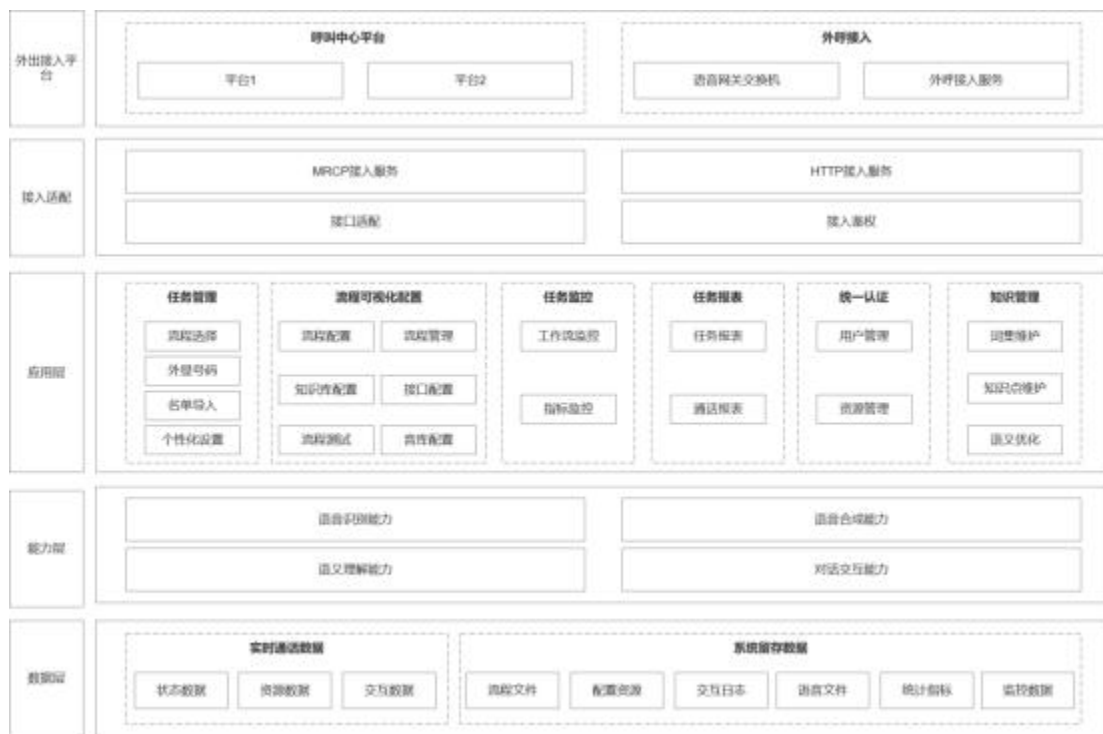 外出接入平台
呼叫中心平台
平台1
平台2
外呼接入
语音网关交换机
外呼接入服务
接入适配
MRCP接入服务
HTTP接入服务
接口适配
接入鉴权
应用层
任务管理
流程选择
外显号码
名单导入
个性化设置
流程可视化配置
流程配置
流程管理
知识库配置
接口配置
流程测试
音库配置
任务监控
工作流监控
指标监控
任务报表
任务报表
通话报表
统一认证
用户管理
资源管理
知识管理
词集维护
知识点维护
语义优化
能力层
语音识别能力
语音合成能力
语义理解能力
对话交互能力
数据层
实时通话数据
状态数据
资源数据
交互数据
系统留存数据
流程文件
配置资源
交互日志
语言文件
统计指标
监控数据